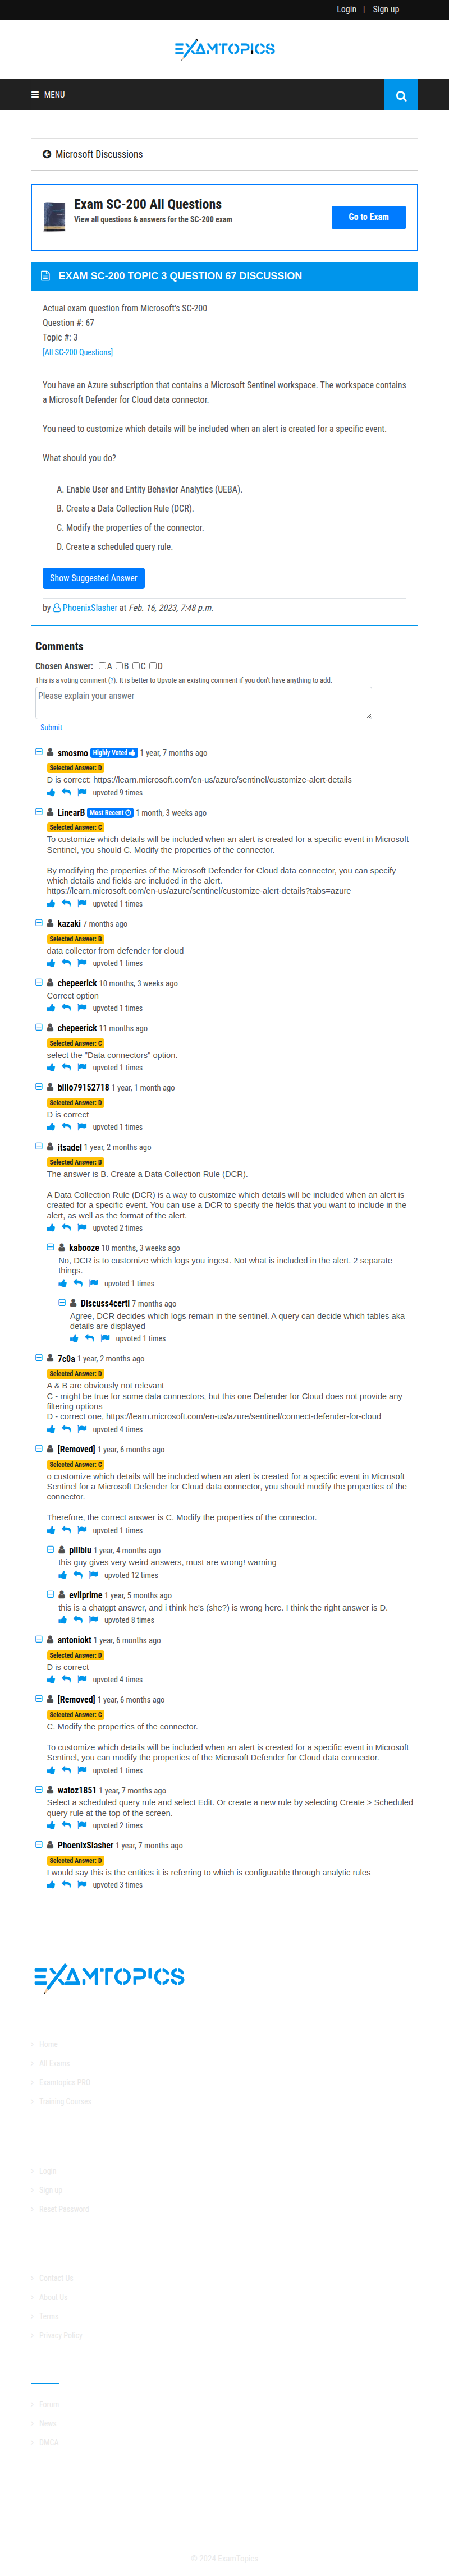 Login | Sign up
EXAMTOPICS
MENU
Microsoft Discussions
Exam SC-200 All Questions
View all questions & answers for the SC-200 exam
Go to Exam
EXAM SC-200 TOPIC 3 QUESTION 67 DISCUSSION
Actual exam question from Microsoft's SC-200
Question #: 67
Topic #: 3
[All SC-200 Questions]
You have an Azure subscription that contains a Microsoft Sentinel workspace. The workspace contains
a Microsoft Defender for Cloud data connector.
You need to customize which details will be included when an alert is created for a specific event.
What should you do?
A. Enable User and Entity Behavior Analytics (UEBA).
B. Create a Data Collection Rule (DCR).
C. Modify the properties of the connector.
D. Create a scheduled query rule.
Show Suggested Answer
by PhoenixSlasher at Feb. 16, 2023, 7:48 p.m.
Comments
Chosen Answer: A B C D
This is a voting comment (?). It is better to Upvote an existing comment if you don't have anything to add.
Please explain your answer
Submit
smosmo Highly Voted 1 year, 7 months ago
Selected Answer: D
D is correct: https://learn.microsoft.com/en-us/azure/sentinel/customize-alert-details
upvoted 9 times
LinearB Most Recent 1 month, 3 weeks ago
Selected Answer: C
To customize which details will be included when an alert is created for a specific event in Microsoft
Sentinel, you should C. Modify the properties of the connector.
By modifying the properties of the Microsoft Defender for Cloud data connector, you can specify
which details and fields are included in the alert.
https://learn.microsoft.com/en-us/azure/sentinel/customize-alert-details?tabs=azure
upvoted 1 times
kazaki 7 months ago
Selected Answer: B
data collector from defender for cloud
upvoted 1 times
chepeerick 10 months, 3 weeks ago
Correct option
upvoted 1 times
chepeerick 11 months ago
Selected Answer: C
select the "Data connectors" option.
upvoted 1 times
billo79152718 1 year, 1 month ago
Selected Answer: D
D is correct
upvoted 1 times
itsadel 1 year, 2 months ago
Selected Answer: B
The answer is B. Create a Data Collection Rule (DCR).
A Data Collection Rule (DCR) is a way to customize which details will be included when an alert is
created for a specific event. You can use a DCR to specify the fields that you want to include in the
alert, as well as the format of the alert.
upvoted 2 times
kabooze 10 months, 3 weeks ago
No, DCR is to customize which logs you ingest. Not what is included in the alert. 2 separate
things.
upvoted 1 times
Discuss4certi 7 months ago
Agree, DCR decides which logs remain in the sentinel. A query can decide which tables aka
details are displayed
upvoted 1 times
7c0a 1 year, 2 months ago
Selected Answer: D
A & B are obviously not relevant
C - might be true for some data connectors, but this one Defender for Cloud does not provide any
filtering options
D - correct one, https://learn.microsoft.com/en-us/azure/sentinel/connect-defender-for-cloud
upvoted 4 times
[Removed] 1 year, 6 months ago
Selected Answer: C
o customize which details will be included when an alert is created for a specific event in Microsoft
Sentinel for a Microsoft Defender for Cloud data connector, you should modify the properties of the
connector.
Therefore, the correct answer is C. Modify the properties of the connector.
upvoted 1 times
piliblu 1 year, 4 months ago
this guy gives very weird answers, must are wrong! warning
upvoted 12 times
evilprime 1 year, 5 months ago
this is a chatgpt answer, and i think he's (she?) is wrong here. I think the right answer is D.
upvoted 8 times
antoniokt 1 year, 6 months ago
Selected Answer: D
D is correct
upvoted 4 times
[Removed] 1 year, 6 months ago
Selected Answer: C
C. Modify the properties of the connector.
To customize which details will be included when an alert is created for a specific event in Microsoft
Sentinel, you can modify the properties of the Microsoft Defender for Cloud data connector.
upvoted 1 times
watoz1851 1 year, 7 months ago
Select a scheduled query rule and select Edit. Or create a new rule by selecting Create > Scheduled
query rule at the top of the screen.
upvoted 2 times
PhoenixSlasher 1 year, 7 months ago
Selected Answer: D
I would say this is the entities it is referring to which is configurable through analytic rules
upvoted 3 times
EXAMTOPICS
Home
All Exams
Examtopics PRO
Training Courses
Login
Sign up
Reset Password
Contact Us
About Us
Terms
Privacy Policy
Forum
News
DMCA
© 2024 ExamTopics